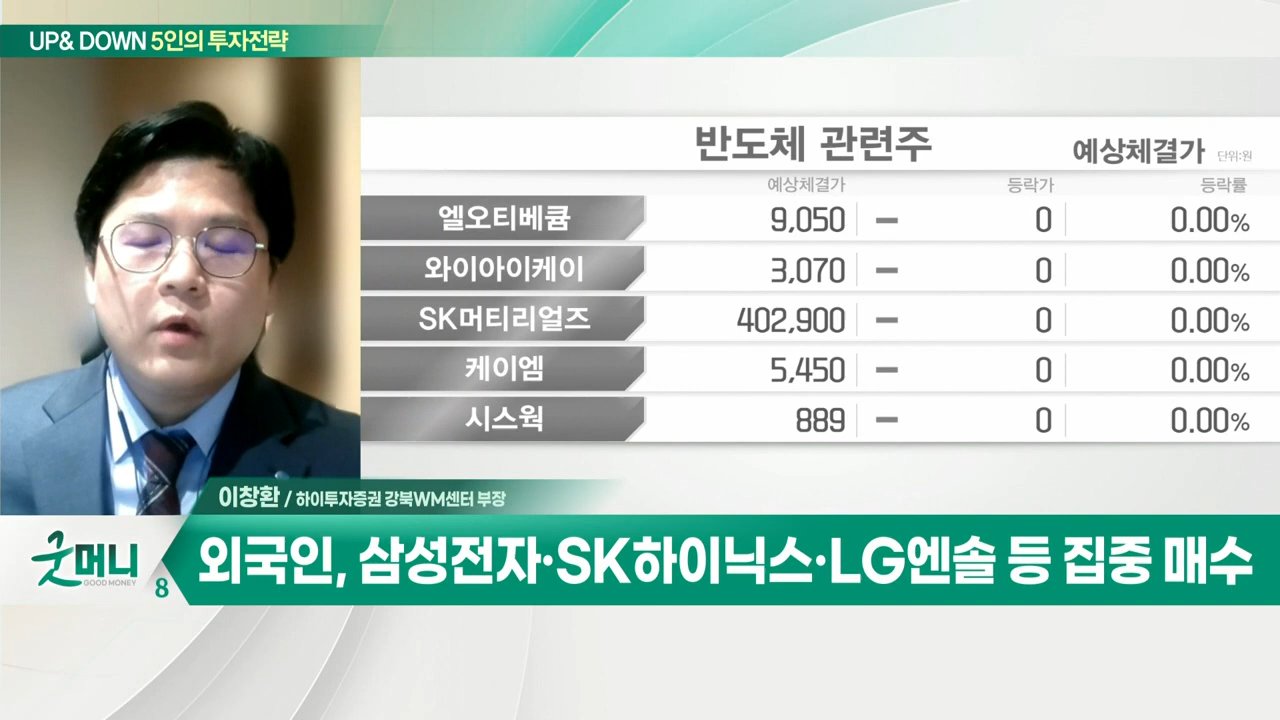 UP& DOWN 5인의 투자전략
반도체 관련주 예상체결가 단위:원
예상체결가 등락가 등락률
엘오티베큠 9,050 - 0 0.00%
와이아이케이 3,070 - 0 0.00%
SK머티리얼즈 402,900 - 0 0.00%
케이엠 5,450 - 0 0.00%
시스웍 889 - 0 0.00%
이창환 / 하이투자증권 강북WM센터 부장
굿머니 GOOD MONEY 8
외국인, 삼성전자·SK하이닉스·LG엔솔 등 집중 매수